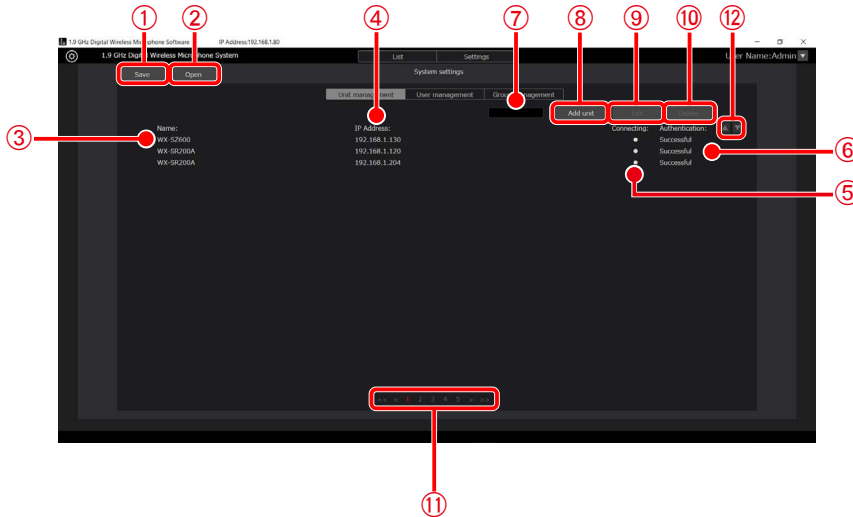 ① ② ④ ⑦ ⑧ ⑨ ⑩ ⑫
1.9 GHz Digital Wireless Microphone Software IP Address:192.168.1.80
1.9 GHz Digital Wireless Microphone System List Settings User Name:Admin
Save Open System settings
Unit management User management Group management
Add unit Edit Delete
③ Name: IP Address: Connecting: Authentication:
WX-SZ600 192.168.1.130 Successful
WX-SR200A 192.168.1.120 Successful ⑥
WX-SR200A 192.168.1.204 Successful
⑤
<< < 1 2 3 4 5 > >>
⑪